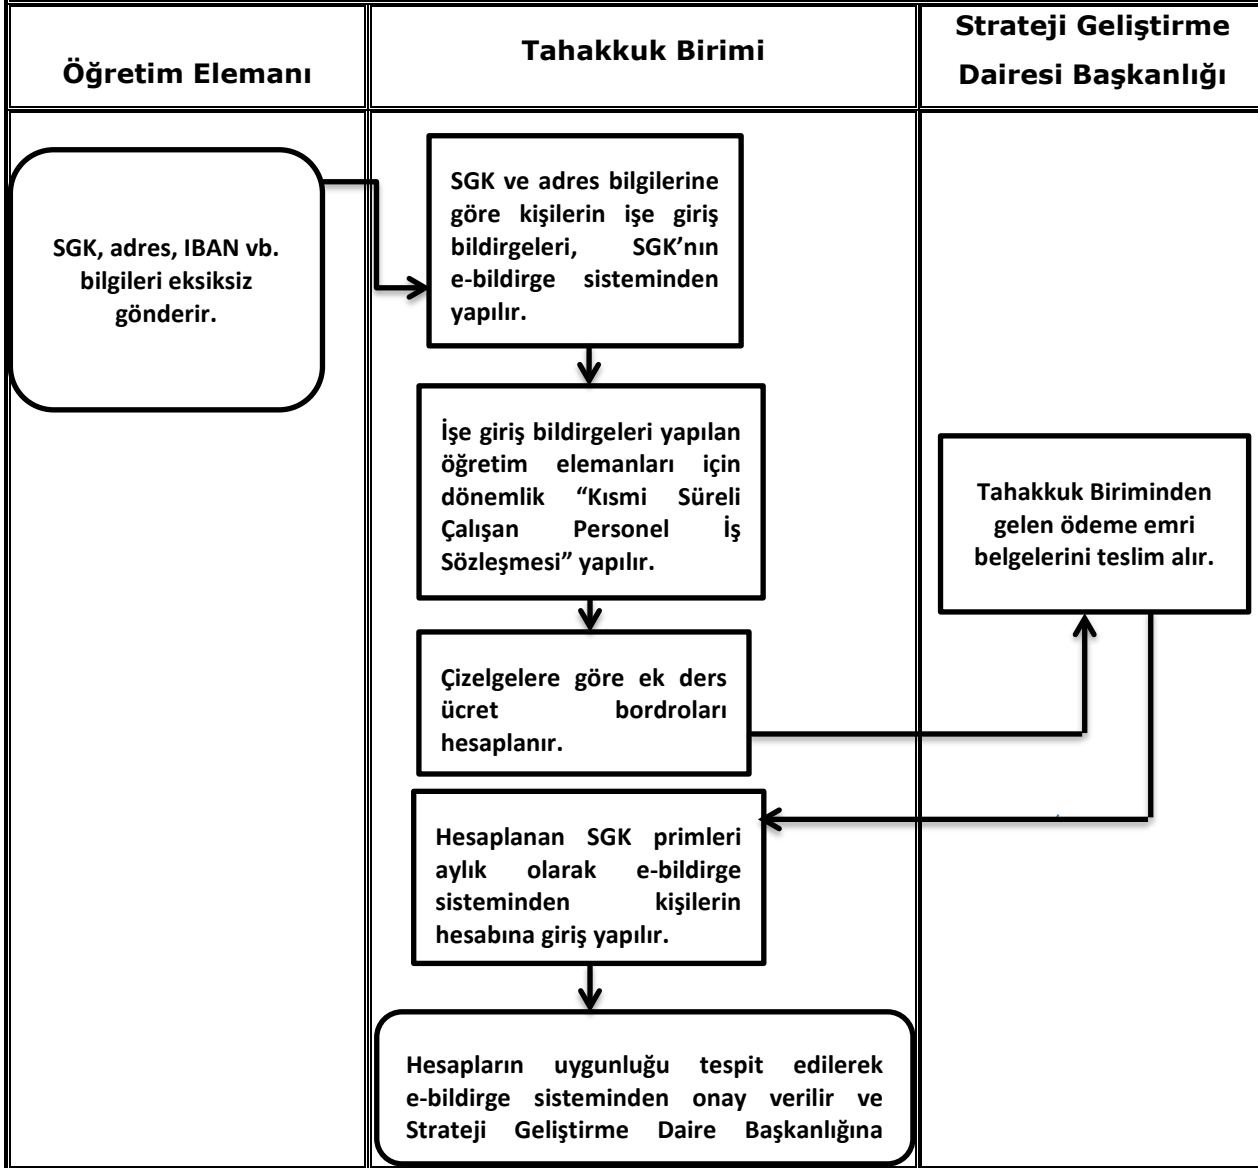 Öğretim Elemanı
Tahakkuk Birimi
Strateji Geliştirme
Dairesi Başkanlığı
SGK, adres, IBAN vb.
bilgileri eksiksiz
gönderir.
SGK ve adres bilgilerine
göre kişilerin işe giriş
bildirgeleri, SGK’nın
e-bildirge sisteminden
yapılır.
İşe giriş bildirgeleri yapılan
öğretim elemanları için
dönemlik “Kısmi Süreli
Çalışan Personel İş
Sözleşmesi” yapılır.
Çizelgelere göre ek ders
ücret bordroları
hesaplanır.
Tahakkuk Biriminden
gelen ödeme emri
belgelerini teslim alır.
Hesaplanan SGK primleri
aylık olarak e-bildirge
sisteminden kişilerin
hesabına giriş yapılır.
Hesapların uygunluğu tespit edilerek
e-bildirge sisteminden onay verilir ve
Strateji Geliştirme Daire Başkanlığına